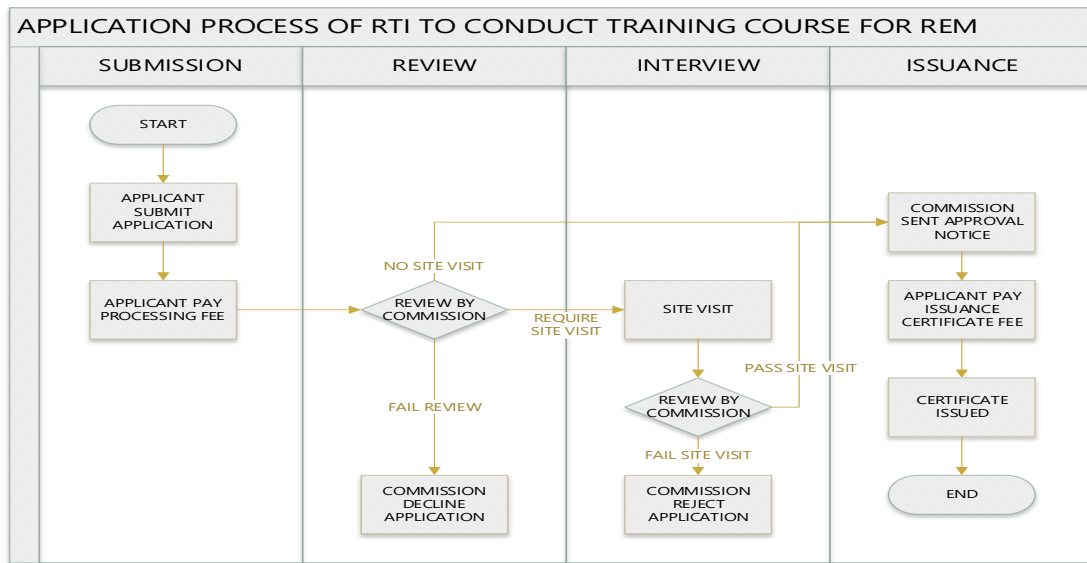 APPLICATION PROCESS OF RTI TO CONDUCT TRAINING COURSE FOR REM
SUBMISSION
REVIEW
INTERVIEW
ISSUANCE
START
APPLICANT
SUBMIT
APPLICATION
APPLICANT PAY
PROCESSING FEE
NO SITE VISIT
REVIEW BY
COMMISSION
REQUIRE
SITE VISIT
FAIL REVIEW
COMMISSION
DECLINE
APPLICATION
SITE VISIT
REVIEW BY
COMMISSION
PASS SITE VISIT
FAIL SITE VISIT
COMMISSION
REJECT
APPLICATION
COMMISSION
SENT APPROVAL
NOTICE
APPLICANT PAY
ISSUANCE
CERTIFICATE FEE
CERTIFICATE
ISSUED
END